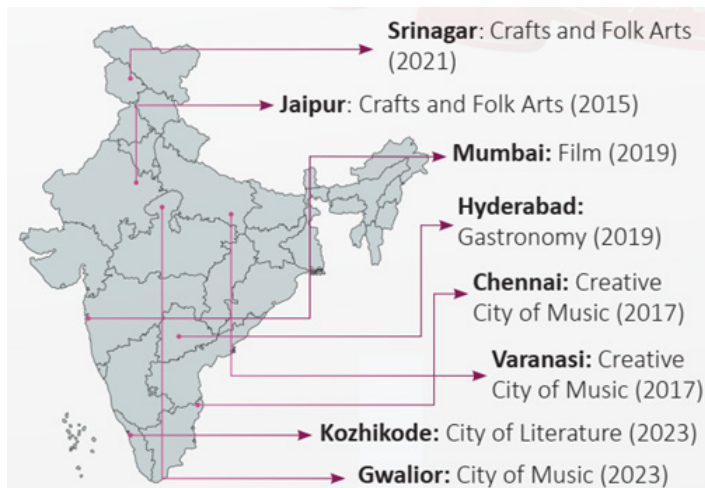 Srinagar: Crafts and Folk Arts
(2021)
Jaipur: Crafts and Folk Arts (2015)
Mumbai: Film (2019)
Hyderabad:
Gastronomy (2019)
Chennai: Creative
City of Music (2017)
Varanasi: Creative
City of Music (2017)
Kozhikode: City of Literature (2023)
Gwalior: City of Music (2023)